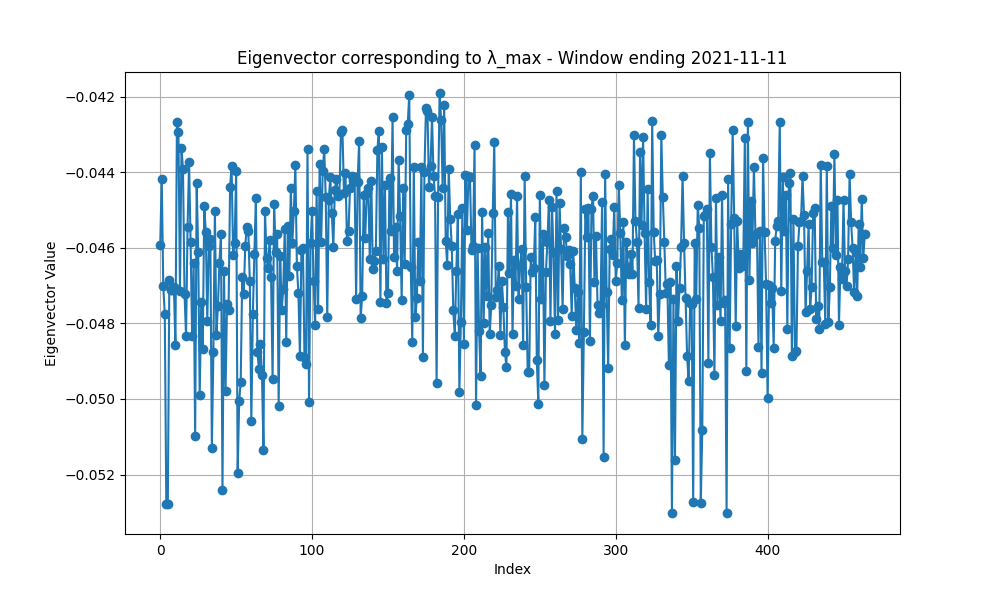 Eigenvector corresponding to λ_max - Window ending 2021-11-11
Eigenvector Value
−0.042
−0.044
−0.046
−0.048
−0.050
−0.052
0 100 200 300 400
Index